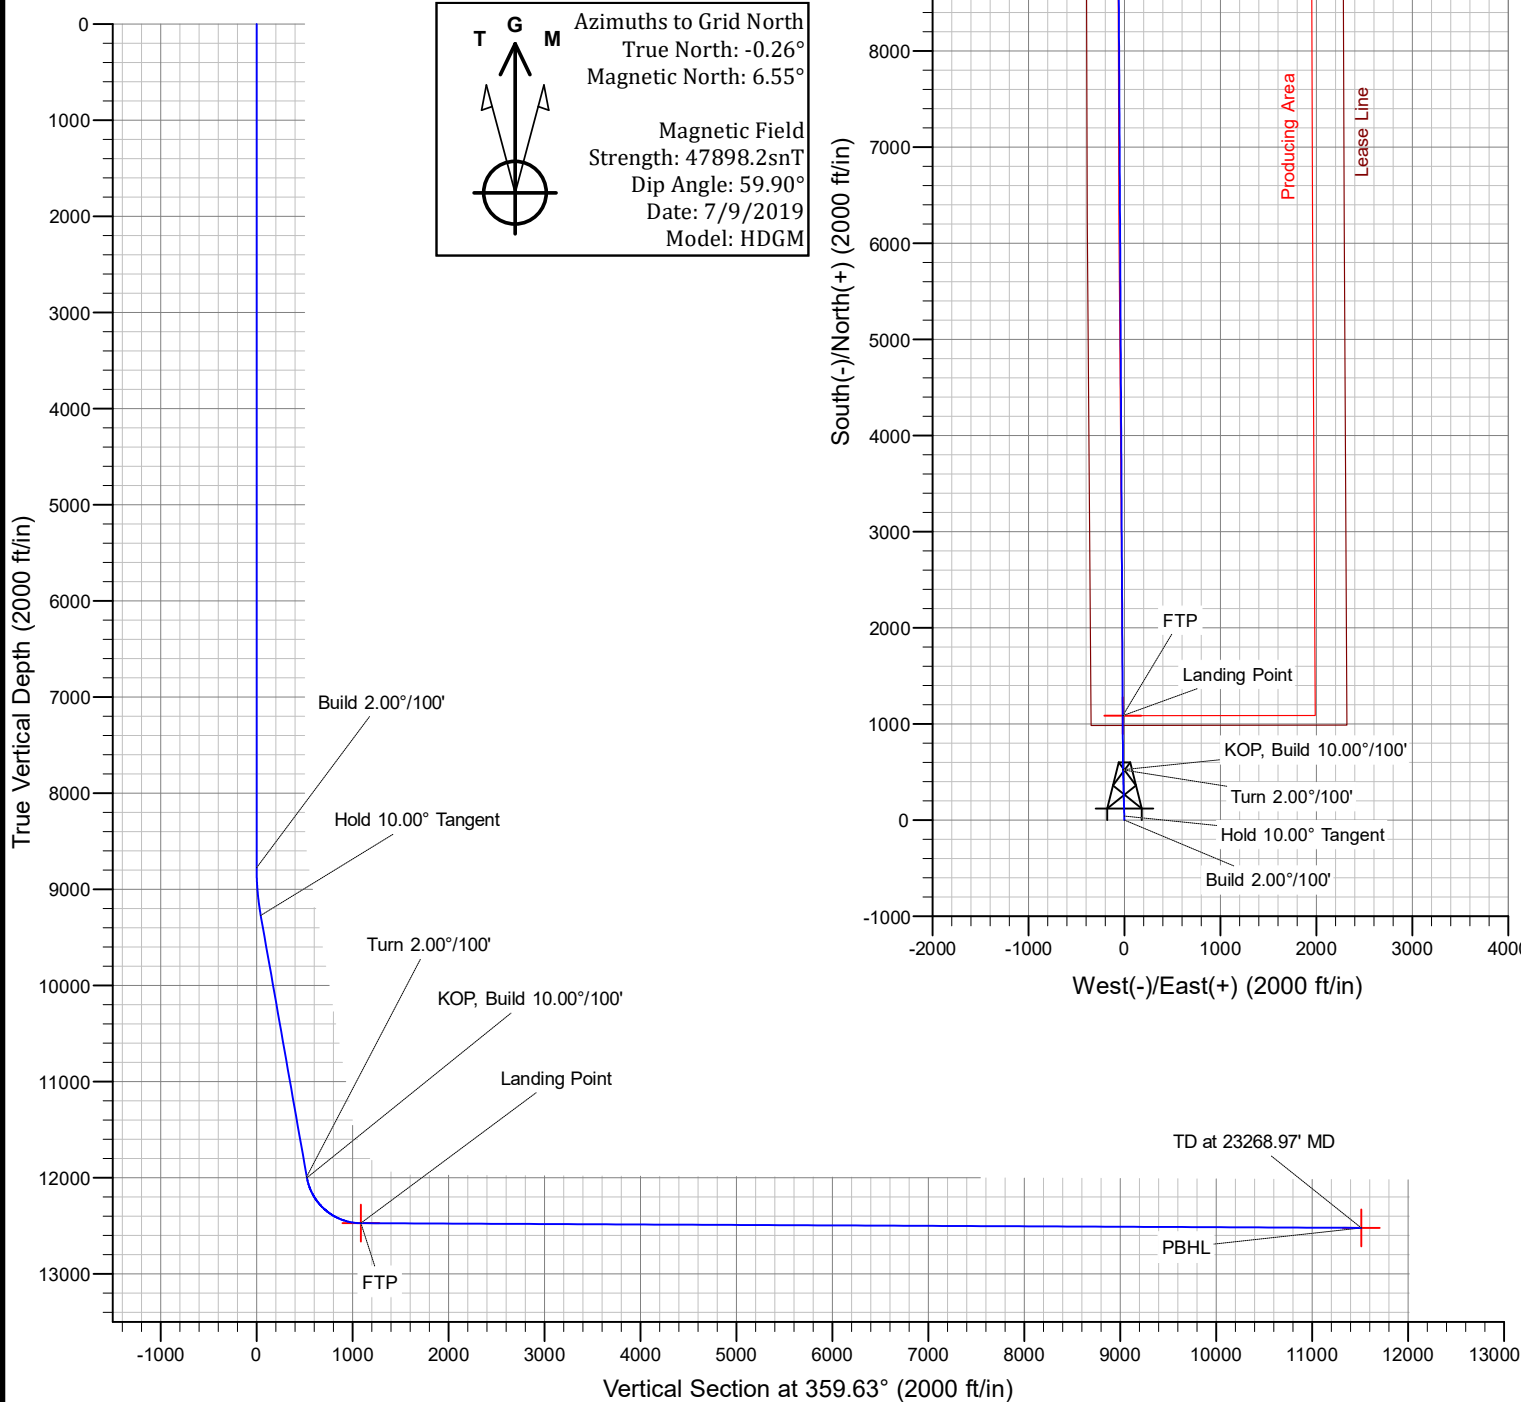 Azimuths to Grid North
True North: -0.26°
Magnetic North: 6.55°
Magnetic Field
Strength: 47898.2snT
Dip Angle: 59.90°
Date: 7/9/2019
Model: HDGM
T
G
M
True Vertical Depth (2000 ft/in)
0
1000
2000
3000
4000
5000
6000
7000
8000
9000
10000
11000
12000
13000
Build 2.00°/100'
Hold 10.00° Tangent
Turn 2.00°/100'
KOP, Build 10.00°/100'
Landing Point
FTP
TD at 23268.97' MD
PBHL
-1000
0
1000
2000
3000
4000
5000
6000
7000
8000
9000
10000
11000
12000
13000
Vertical Section at 359.63° (2000 ft/in)
South(-)/North(+) (2000 ft/in)
8000
7000
6000
5000
4000
3000
2000
1000
0
-1000
Producing Area
Lease Line
FTP
Landing Point
KOP, Build 10.00°/100'
Turn 2.00°/100'
Hold 10.00° Tangent
Build 2.00°/100'
-2000
-1000
0
1000
2000
3000
400
West(-)/East(+) (2000 ft/in)